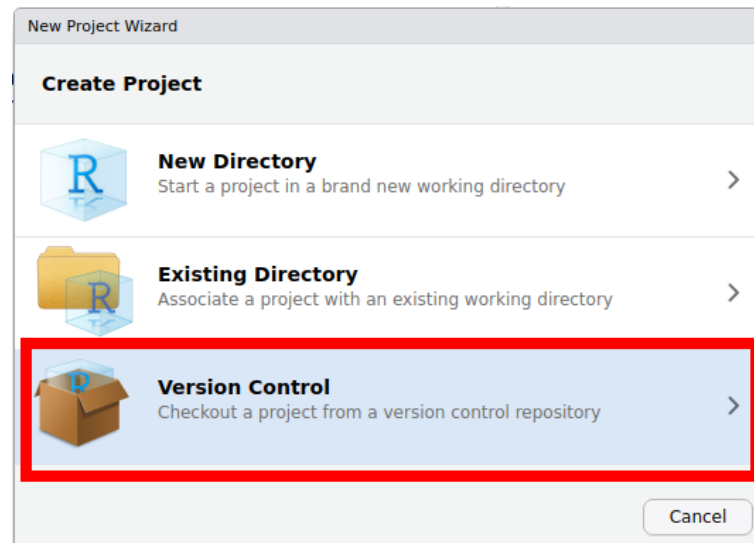 New Project Wizard
Create Project
R
New Directory
Start a project in a brand new working directory
R
Existing Directory
Associate a project with an existing working directory
R
Version Control
Checkout a project from a version control repository
Cancel